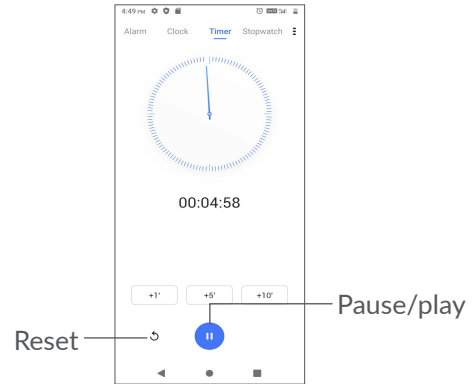 4:49 PM
Alarm Clock Timer Stopwatch
00:04:58
+1' +5' +10'
Pause/play
Reset